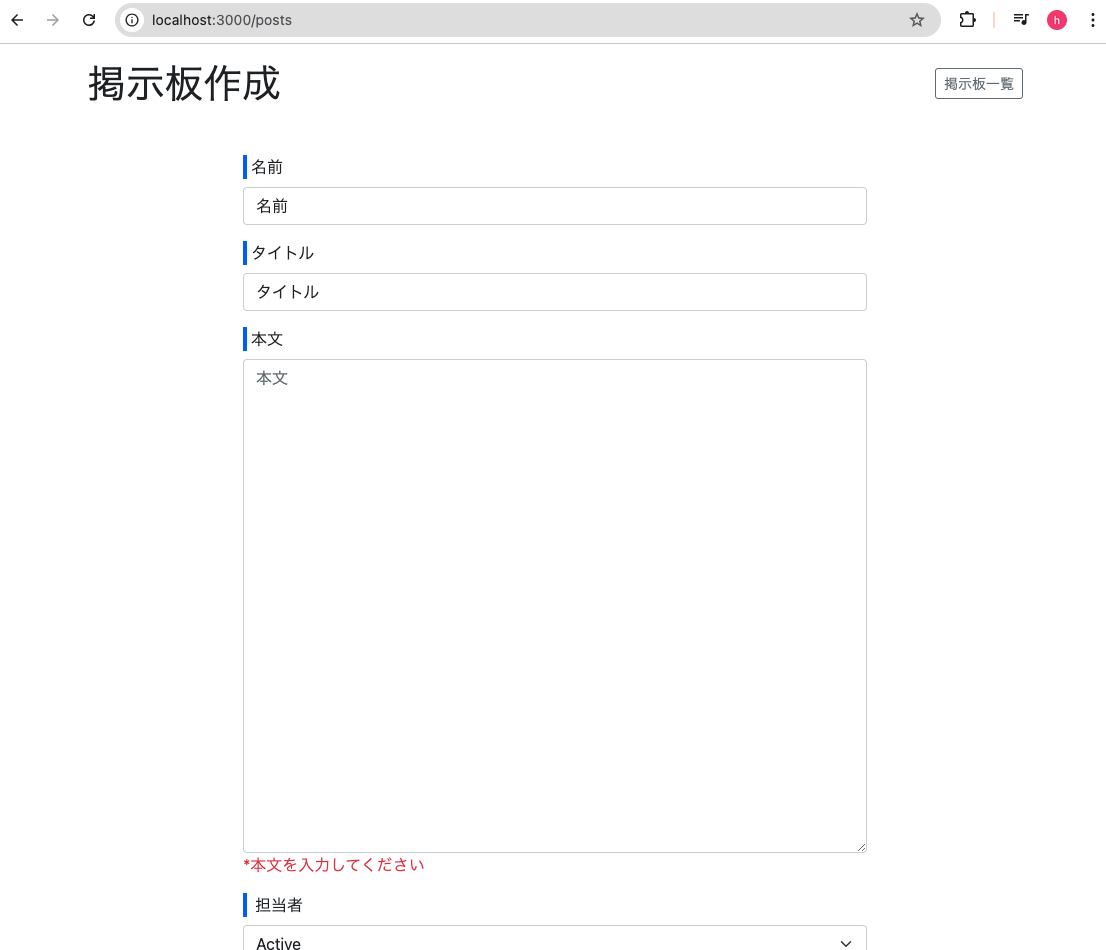 localhost:3000/posts
h
掲示板作成
掲示板一覧
名前
名前
タイトル
タイトル
本文
本文
*本文を入力してください
担当者
Active